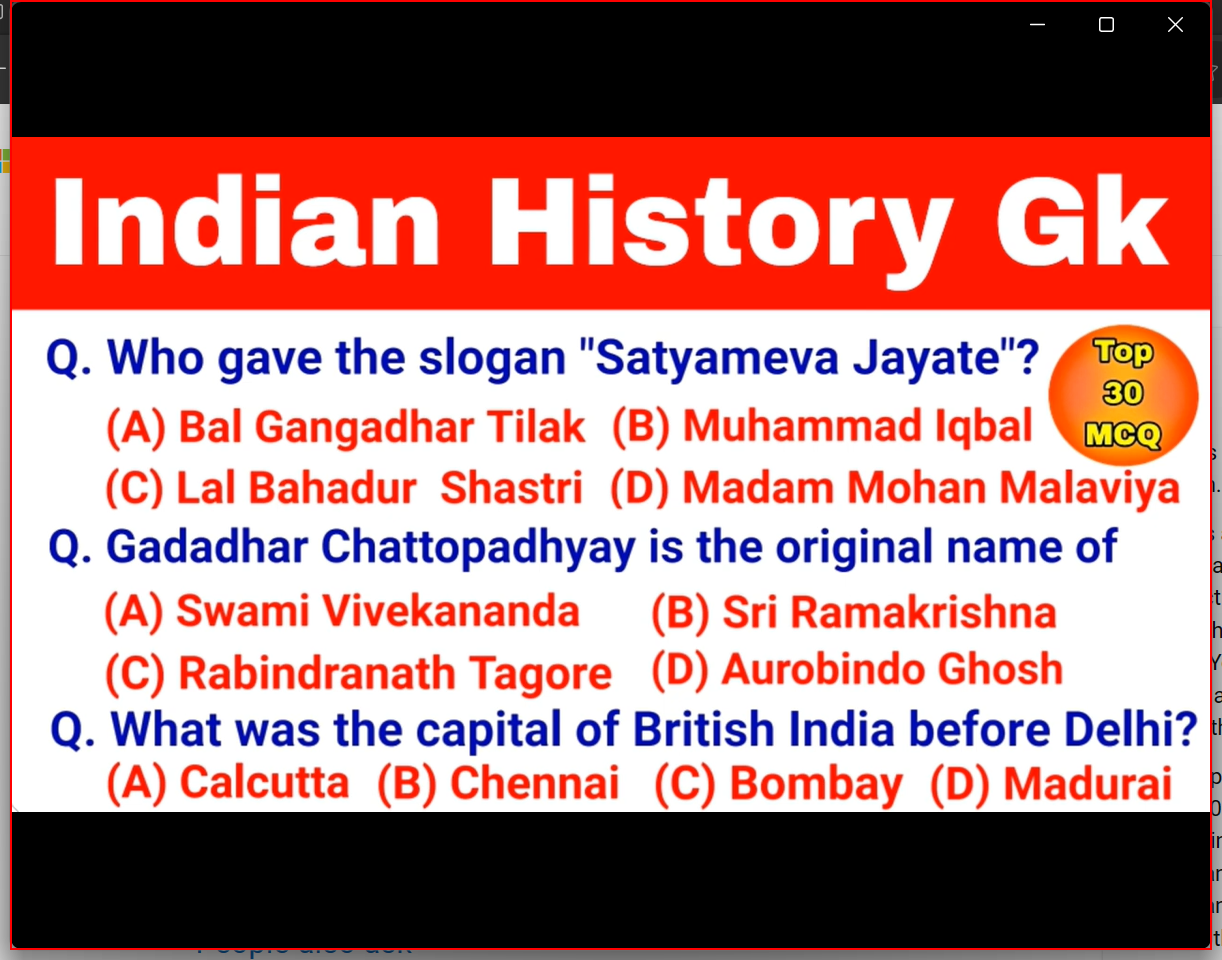 Indian History Gk
Q. Who gave the slogan "Satyameva Jayate"?
Top
30
MCQ
(A) Bal Gangadhar Tilak (B) Muhammad Iqbal
(C) Lal Bahadur Shastri (D) Madam Mohan Malaviya
Q. Gadadhar Chattopadhyay is the original name of
(A) Swami Vivekananda (B) Sri Ramakrishna
(C) Rabindranath Tagore (D) Aurobindo Ghosh
Q. What was the capital of British India before Delhi?
(A) Calcutta (B) Chennai (C) Bombay (D) Madurai